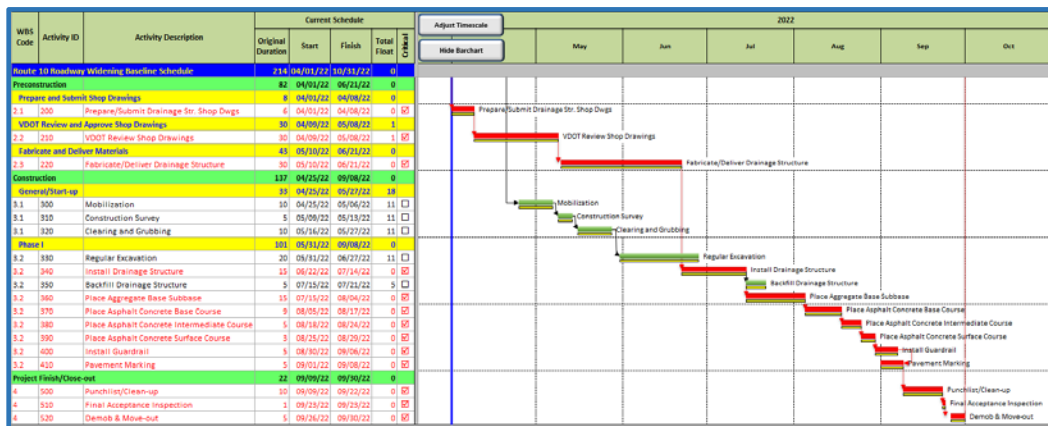 Adjust Timescale
Hide Barchart
WBS Code Activity ID Activity Description Current Schedule Original Duration Start Finish Total Float Critical
2022
May Jun Jul Aug Sep Oct
Route 10 Roadway Widening Baseline Schedule 214 04/01/22 10/31/22 0
Preconstruction 82 04/01/22 06/21/22 0
Prepare and Submit Shop Drawings 8 04/01/22 04/08/22 0
2.1 200 Prepare/Submit Drainage Str. Shop Dwgs 6 04/01/22 04/08/22 0 Prepare/Submit Drainage Str. Shop Dwgs
VDOT Review and Approve Shop Drawings 30 04/09/22 05/08/22 1
2.2 210 VDOT Review Shop Drawings 30 04/09/22 05/08/22 1 VDOT Review Shop Drawings
Fabricate and Deliver Materials 43 05/10/22 06/21/22 0
2.3 220 Fabricate/Deliver Drainage Structure 30 05/10/22 06/21/22 0 Fabricate/Deliver Drainage Structure
Construction 137 04/25/22 09/08/22 0
General/Start-up 33 04/25/22 05/27/22 18
3.1 300 Mobilization 10 04/25/22 05/06/22 11 Mobilization
3.1 310 Construction Survey 5 05/09/22 05/13/22 11 Construction Survey
3.1 320 Clearing and Grubbing 10 05/16/22 05/27/22 11 Clearing and Grubbing
Phase I 101 05/31/22 09/08/22 0
3.2 330 Regular Excavation 20 05/31/22 06/27/22 11 Regular Excavation
3.2 340 Install Drainage Structure 15 06/22/22 07/14/22 0 Install Drainage Structure
3.2 350 Backfill Drainage Structure 5 07/15/22 07/21/22 5 Backfill Drainage Structure
3.2 360 Place Aggregate Base Subbase 15 07/15/22 08/04/22 0 Place Aggregate Base Subbase
3.2 370 Place Asphalt Concrete Base Course 9 08/05/22 08/17/22 0 Place Asphalt Concrete Base Course
3.2 380 Place Asphalt Concrete Intermediate Course 5 08/18/22 08/24/22 0 Place Asphalt Concrete Intermediate Course
3.2 390 Place Asphalt Concrete Surface Course 3 08/25/22 08/29/22 0 Place Asphalt Concrete Surface Course
3.2 400 Install Guardrail 5 08/30/22 09/06/22 0 Install Guardrail
3.2 410 Pavement Marking 5 09/01/22 09/08/22 0 Pavement Marking
Project Finish/Close-out 22 09/09/22 09/30/22 0
4 500 Punchlist/Clean-up 10 09/09/22 09/22/22 0 Punchlist/Clean-up
4 510 Final Acceptance Inspection 1 09/23/22 09/23/22 0 Final Acceptance Inspection
4 520 Demob & Move-out 5 09/26/22 09/30/22 0 Demob & Move-out